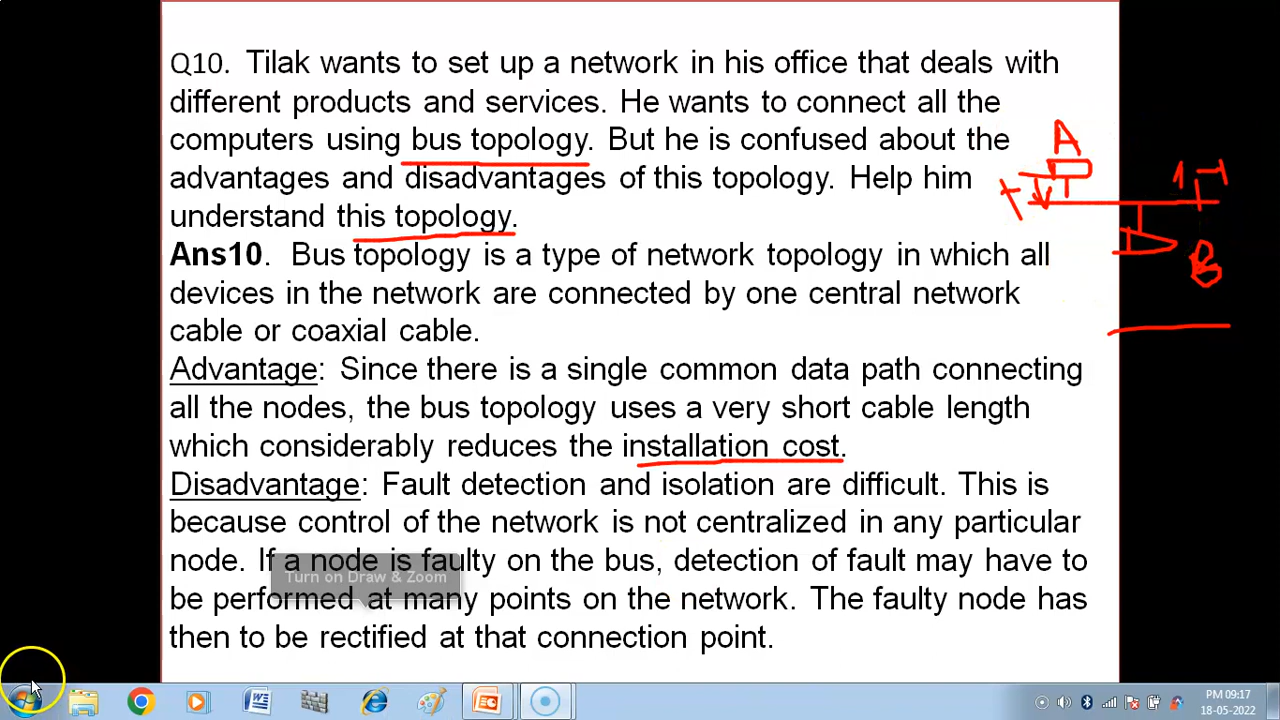 Q10. Tilak wants to set up a network in his office that deals with
different products and services. He wants to connect all the
computers using bus topology. But he is confused about the
advantages and disadvantages of this topology. Help him
understand this topology.
Ans10. Bus topology is a type of network topology in which all
devices in the network are connected by one central network
cable or coaxial cable.
Advantage: Since there is a single common data path connecting
all the nodes, the bus topology uses a very short cable length
which considerably reduces the installation cost.
Disadvantage: Fault detection and isolation are difficult. This is
because control of the network is not centralized in any particular
node. If a node is faulty on the bus, detection of fault may have to
be performed at many points on the network. The faulty node has
then to be rectified at that connection point.
A
B
Turn on Draw & Zoom
PM 09:17
18-05-2022